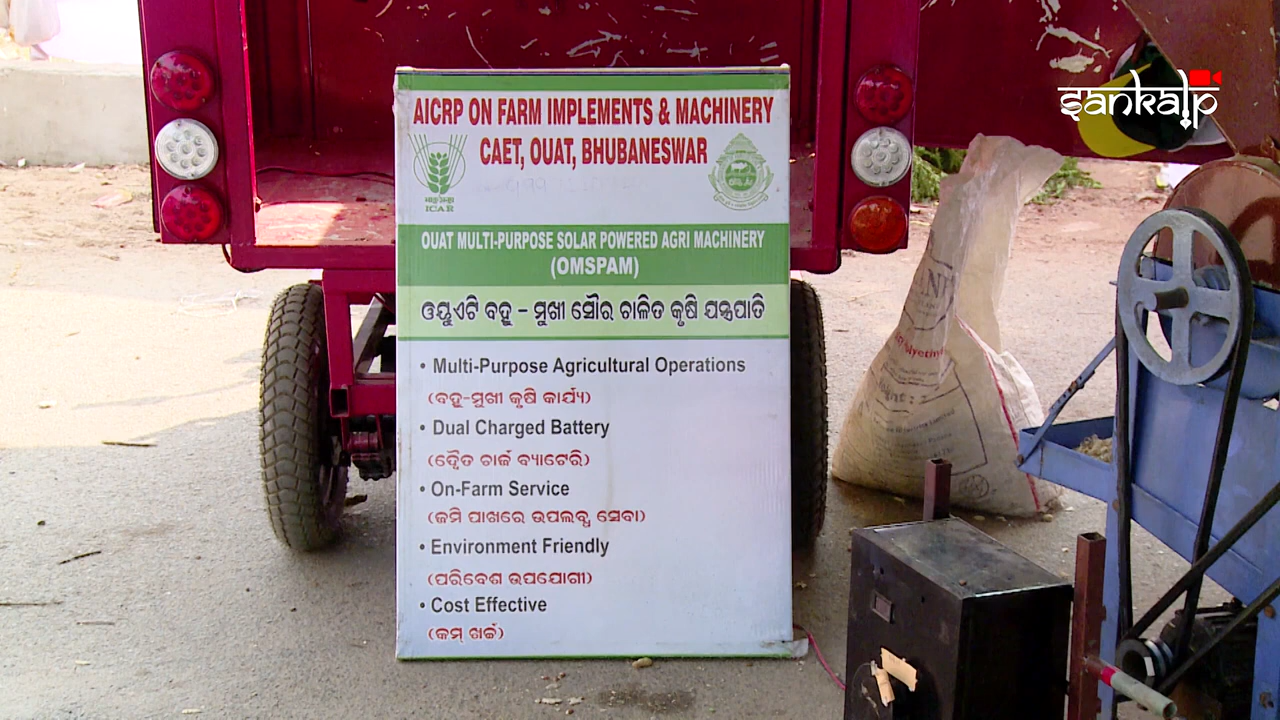 sankalp
AICRP ON FARM IMPLEMENTS & MACHINERY
CAET, OUAT, BHUBANESWAR
ICAR
OUAT MULTI-PURPOSE SOLAR POWERED AGRI MACHINERY
(OMSPAM)
ଓୟୁଏଟି ବହୁ - ମୁଖୀ ସୌର ଚାଳିତ କୃଷି ଯନ୍ତ୍ରପାତି
• Multi-Purpose Agricultural Operations
(ବହୁ-ମୁଖୀ କୃଷି କାର୍ଯ୍ୟ)
• Dual Charged Battery
(ଦ୍ୱୈତ ଚାର୍ଜ ବ୍ୟାଟେରି)
• On-Farm Service
(ଜମି ପାଖରେ ଉପଲବ୍ଧ ସେବା)
• Environment Friendly
(ପରିବେଶ ଉପଯୋଗୀ)
• Cost Effective
(କମ୍ ଖର୍ଚ୍ଚ)